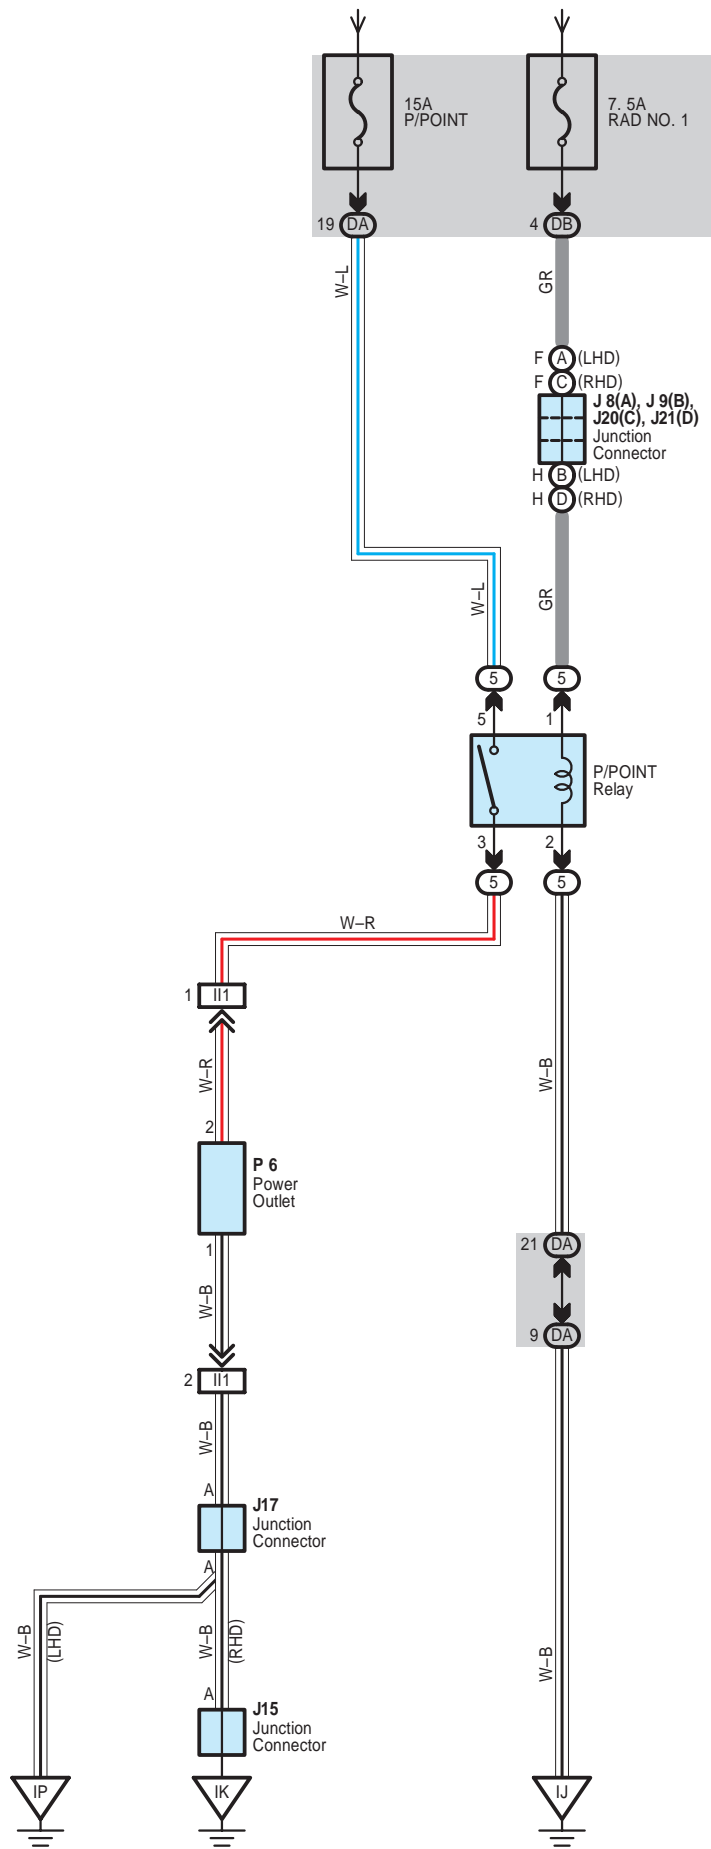 15A
P/POINT
7. 5A
RAD NO. 1
19 DA
4 DB
W–L
GR
F A (LHD)
F C (RHD)
J 8(A), J 9(B),
J20(C), J21(D)
Junction
Connector
H B (LHD)
H D (RHD)
W–L
GR
5
5
5
1
P/POINT
Relay
3
2
5
5
W–R
1 II1
W–R
W–B
2
P 6
Power
Outlet
1
21 DA
W–B
9 DA
2 II1
W–B
A
J17
Junction
Connector
A
W–B
(LHD)
W–B
(RHD)
W–B
A
J15
Junction
Connector
IP
IK
IJ